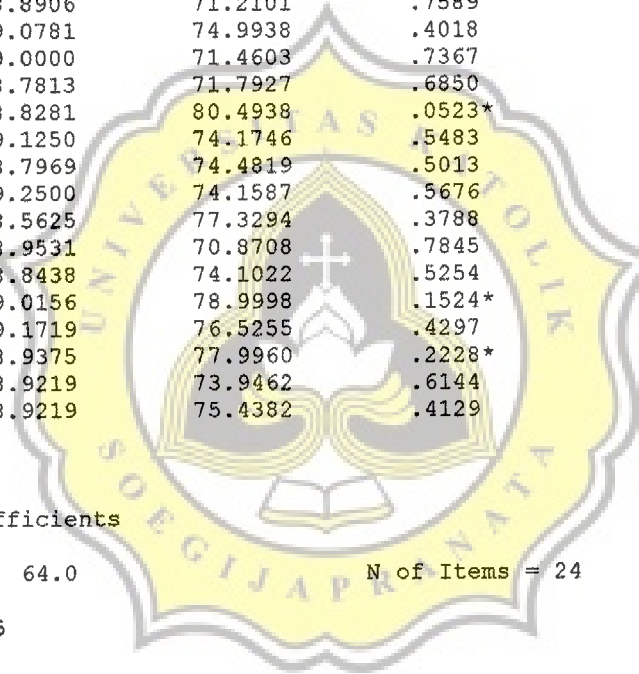 .8906 71.2101 .7589
.0781 74.9938 .4018
.0000 71.4603 .7367
.7813 71.7927 .6850
.8281 80.4938 .0523*
.1250 74.1746 .5483
.7969 74.4819 .5013
.2500 74.1587 .5676
.5625 77.3294 .3788
.9531 70.8708 .7845
.8438 74.1022 .5254
.0156 78.9998 .1524*
.1719 76.5255 .4297
.9375 77.9960 .2228*
.9219 73.9462 .6144
.9219 75.4382 .4129
fficients
64.0 N of Items = 24
UNIVERSITAS KATOLIK
SOEGIJAPRANATA